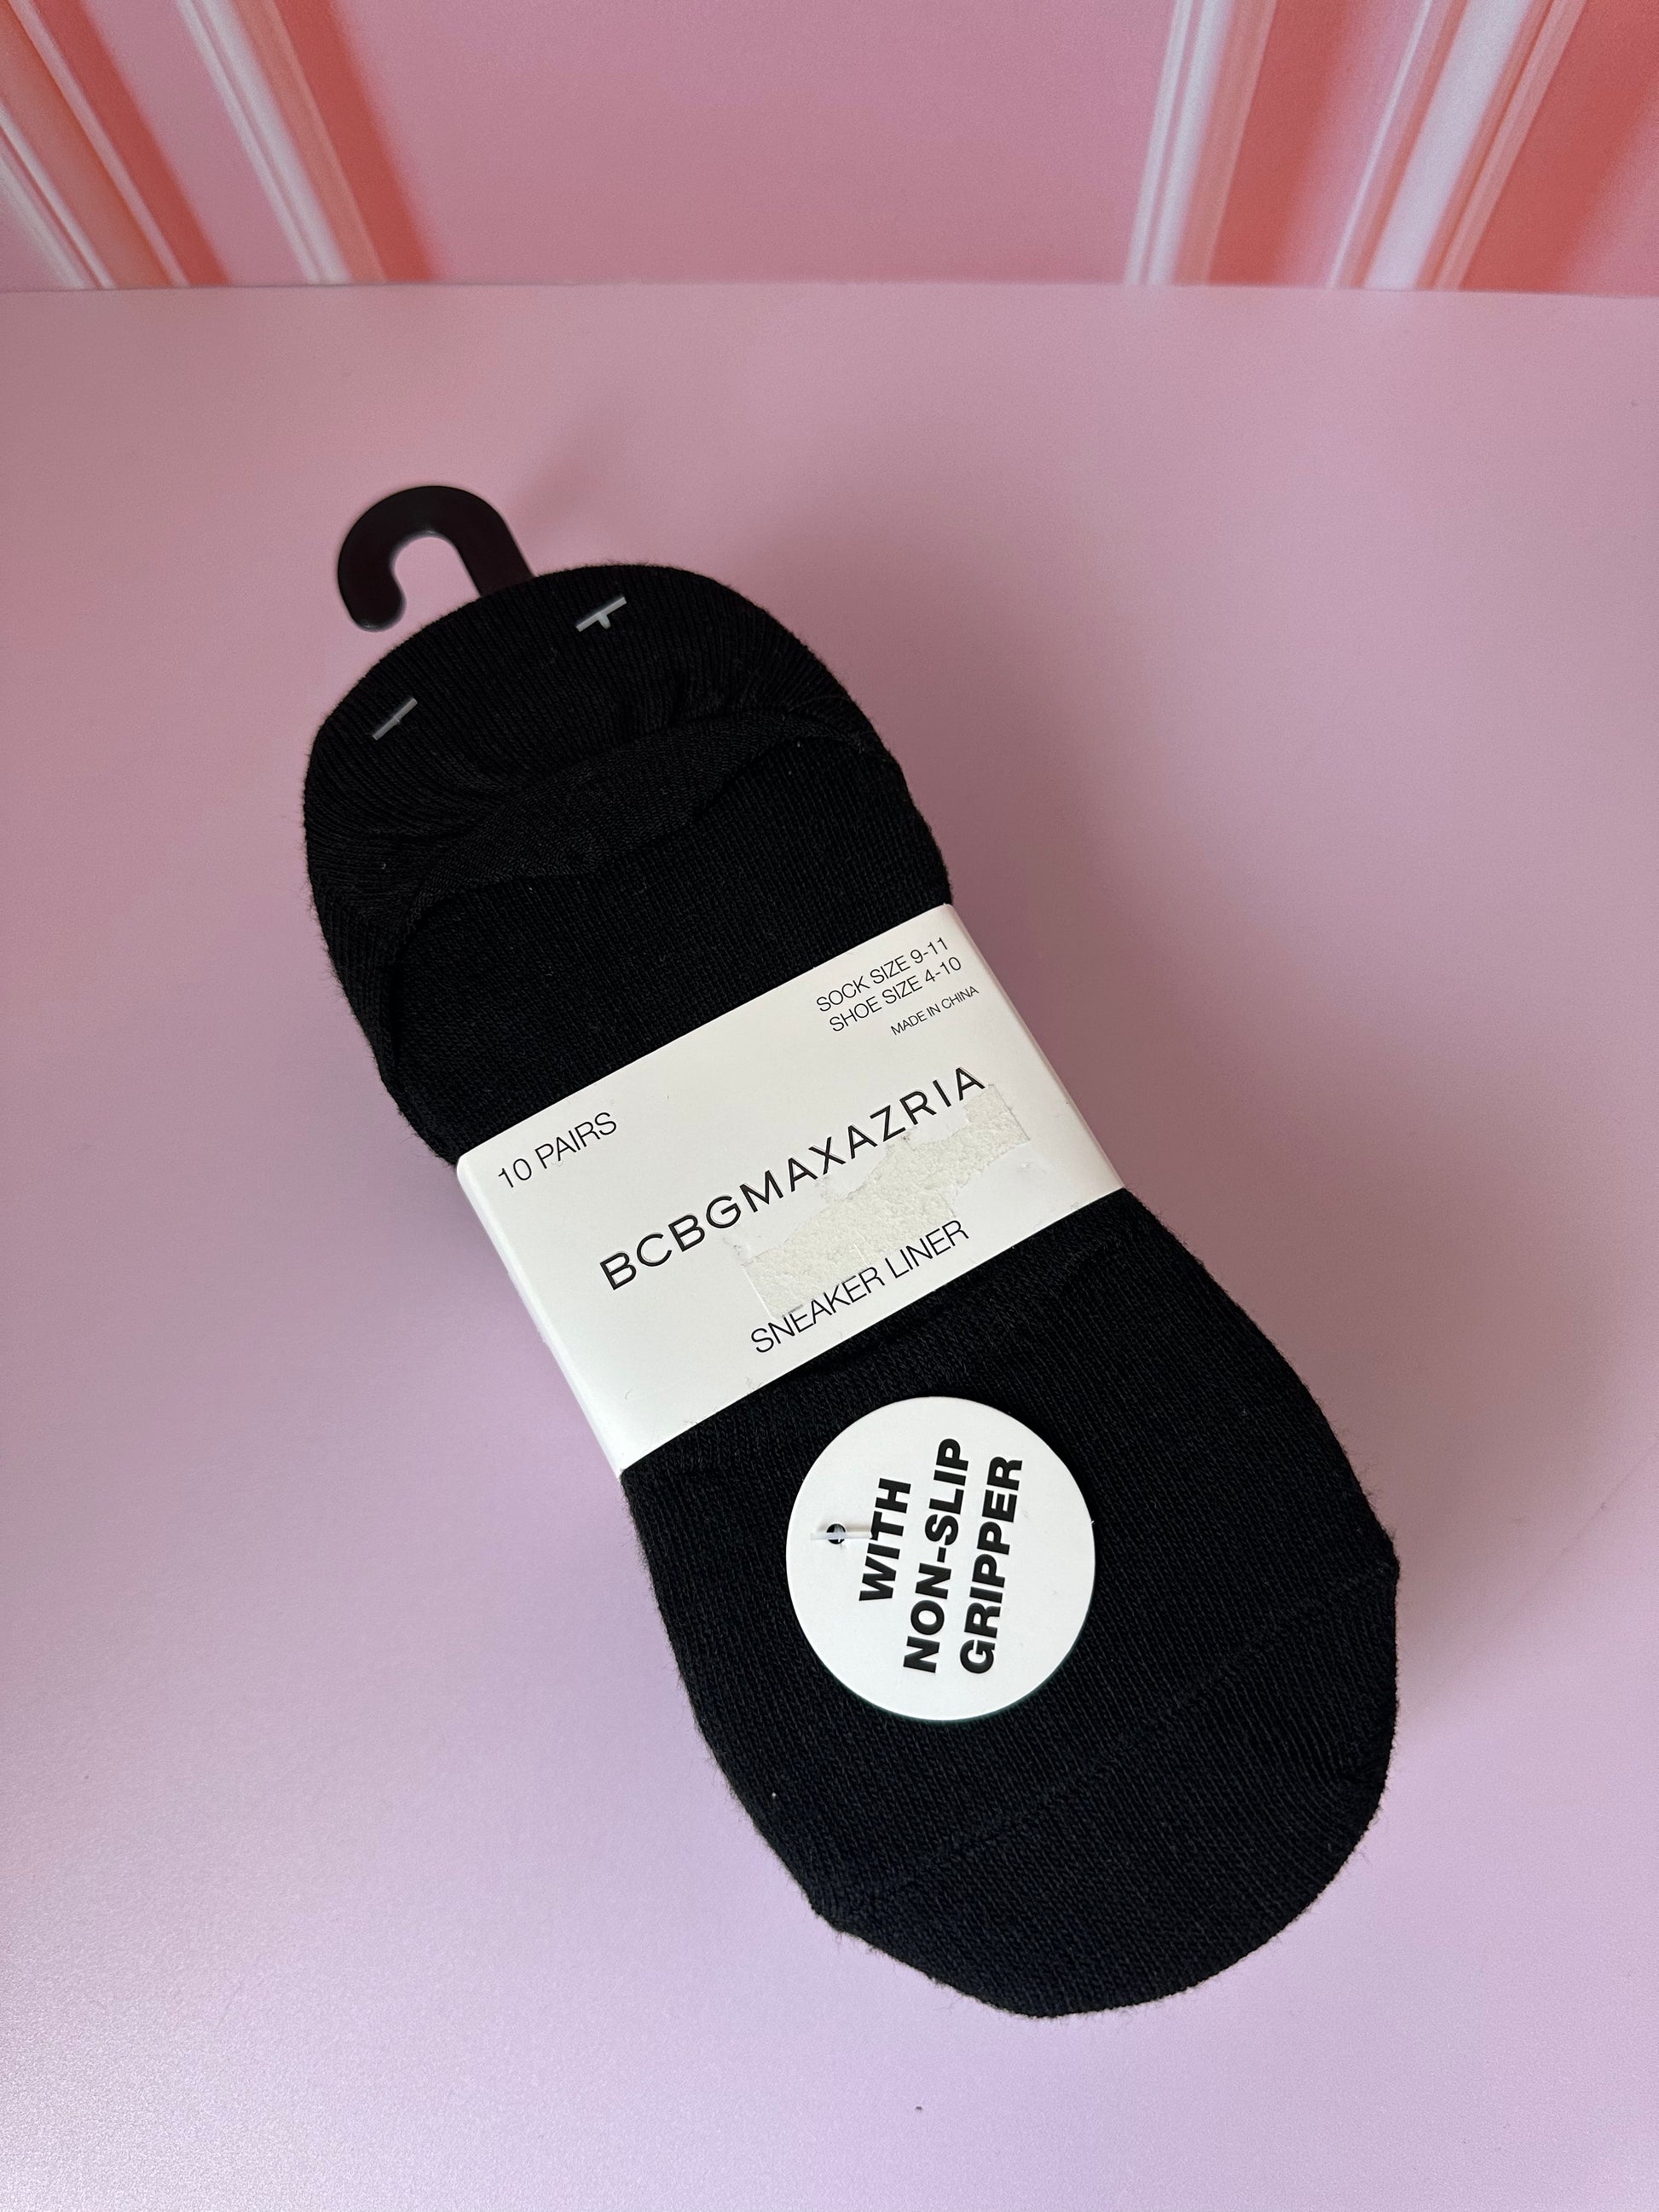 SOCK SIZE 9-11
SHOE SIZE 4-10
MADE IN CHINA
10 PAIRS
BCBGMAXAZRIA
SNEAKER LINER
WITH
NON-SLIP
GRIPPER